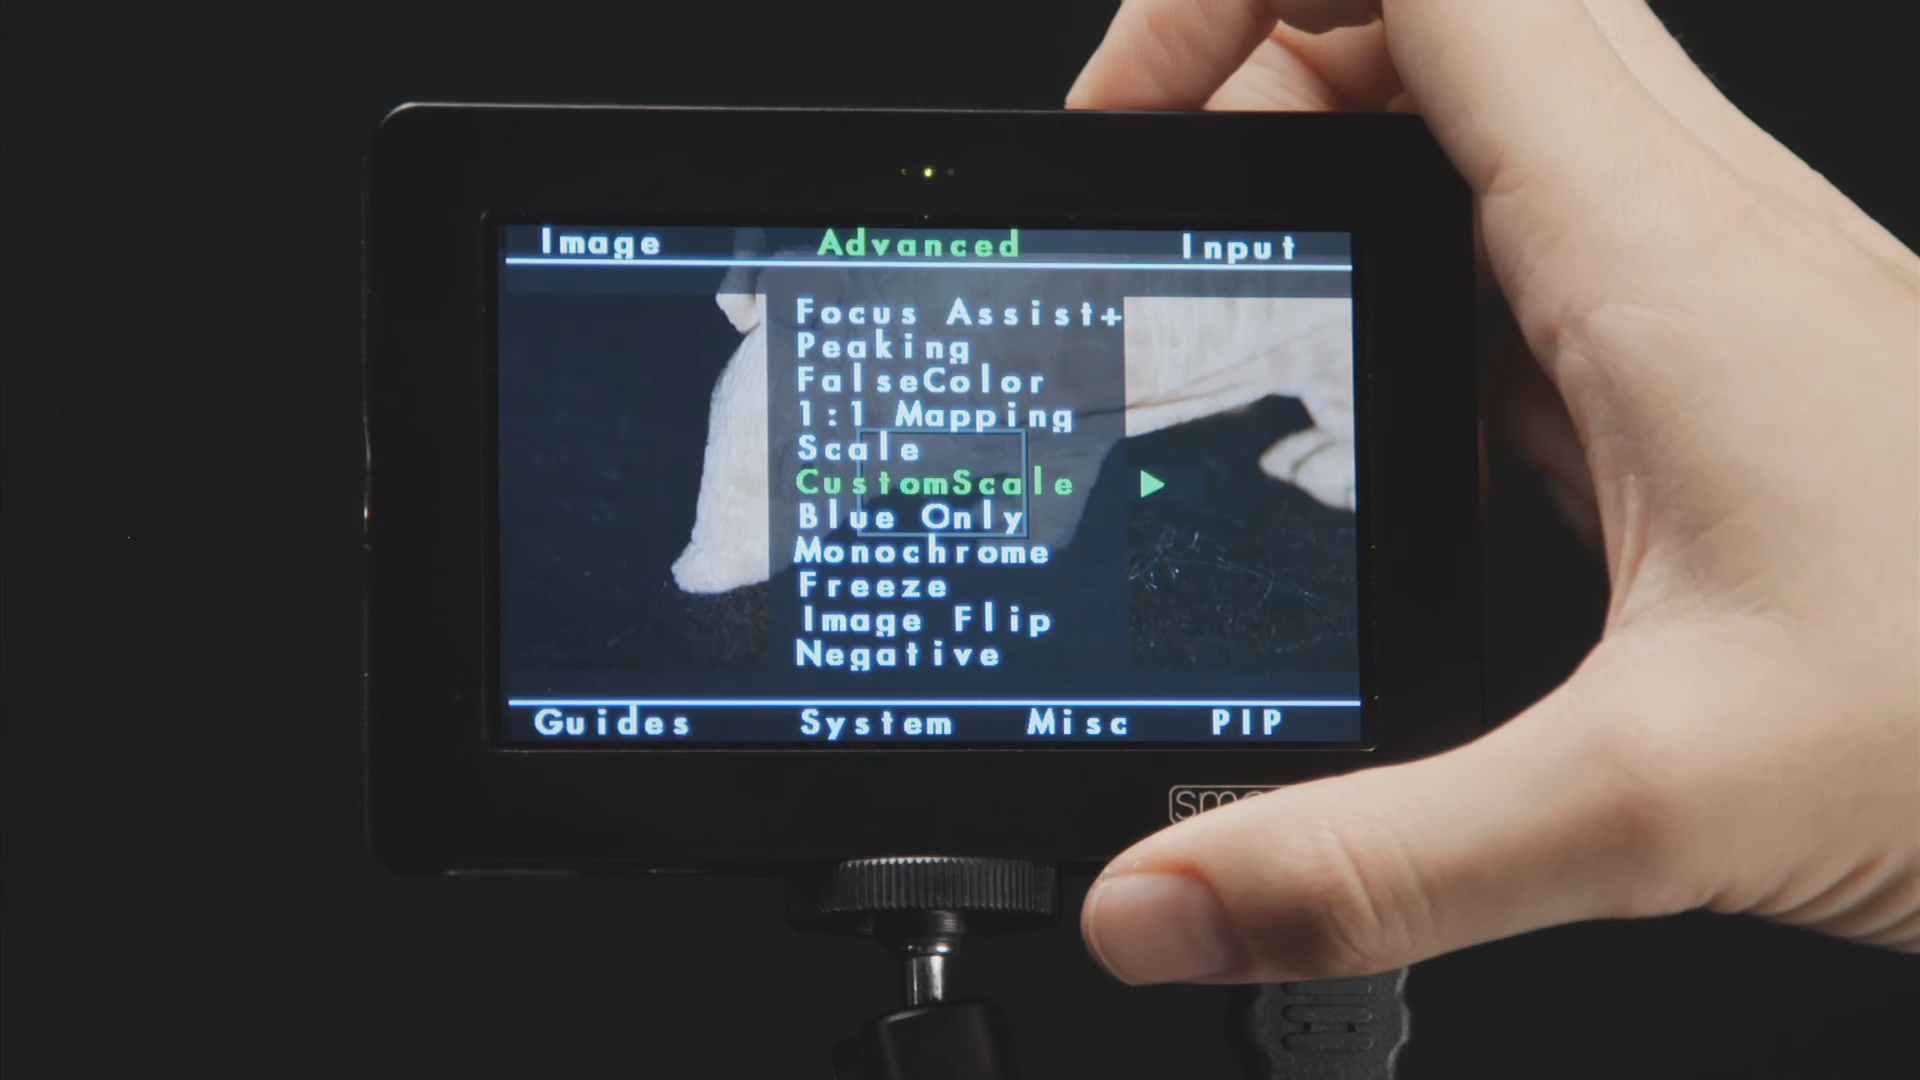 Image Advanced Input
Focus Assist+
Peaking
FalseColor
1:1 Mapping
Scale
CustomScale
Blue Only
Monochrome
Freeze
Image Flip
Negative
Guides System Misc PIP